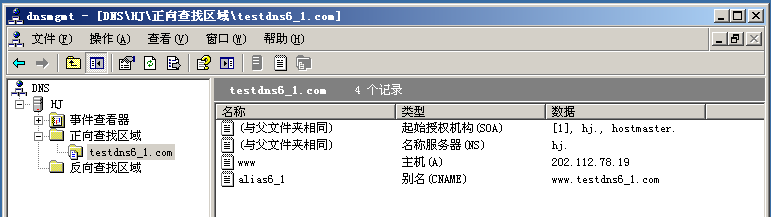 dnsmgmt - [DNS\HJ\正向查找区域\testdns6_1.com]
文件(F) 操作(A) 查看(V) 窗口(W) 帮助(H)
DNS
HJ
事件查看器
正向查找区域
testdns6_1.com
反向查找区域
testdns6_1.com 4 个记录
名称 类型 数据
(与父文件夹相同) 起始授权机构(SOA) [1], hj., hostmaster.
(与父文件夹相同) 名称服务器(NS) hj.
www 主机(A) 202.112.78.19
alias6_1 别名(CNAME) www.testdns6_1.com